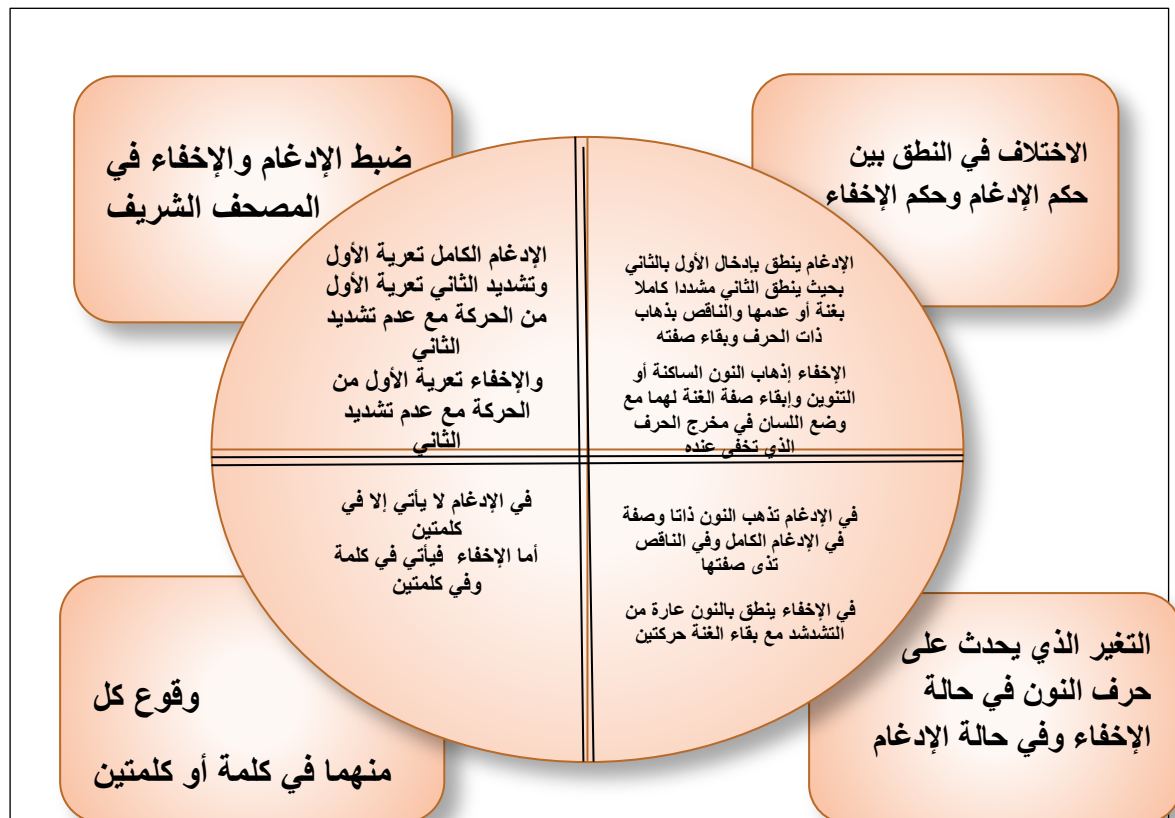 الاختلاف في النطق بين
حكم الإدغام وحكم الإخفاء
ضبط الإدغام والإخفاء في
المصحف الشريف
الإدغام ينطق بإدخال الأول بالثاني
بحيث ينطق الثاني مشددا كاملا
بغنة أو عدمها والناقص بذهاب
ذات الحرف وبقاء صفته
الإخفاء إذهاب النون الساكنة أو
التنوين وإبقاء صفة الغنة لهما مع
وضع اللسان في مخرج الحرف
الذي تخفى عنده
الإدغام الكامل تعرية الأول
وتشديد الثاني تعرية الأول
من الحركة مع عدم تشديد
الثاني
والإخفاء تعرية الأول من
الحركة مع عدم تشديد
الثاني
في الإدغام تذهب النون ذاتا وصفة
في الإدغام الكامل وفي الناقص
تذى صفتها
في الإخفاء ينطق بالنون عارة من
التشدشد مع بقاء الغنة حركتين
في الإدغام لا يأتي إلا في
كلمتين
أما الإخفاء فيأتي في كلمة
وفي كلمتين
التغير الذي يحدث على
حرف النون في حالة
الإخفاء وفي حالة الإدغام
وقوع كل
منهما في كلمة أو كلمتين